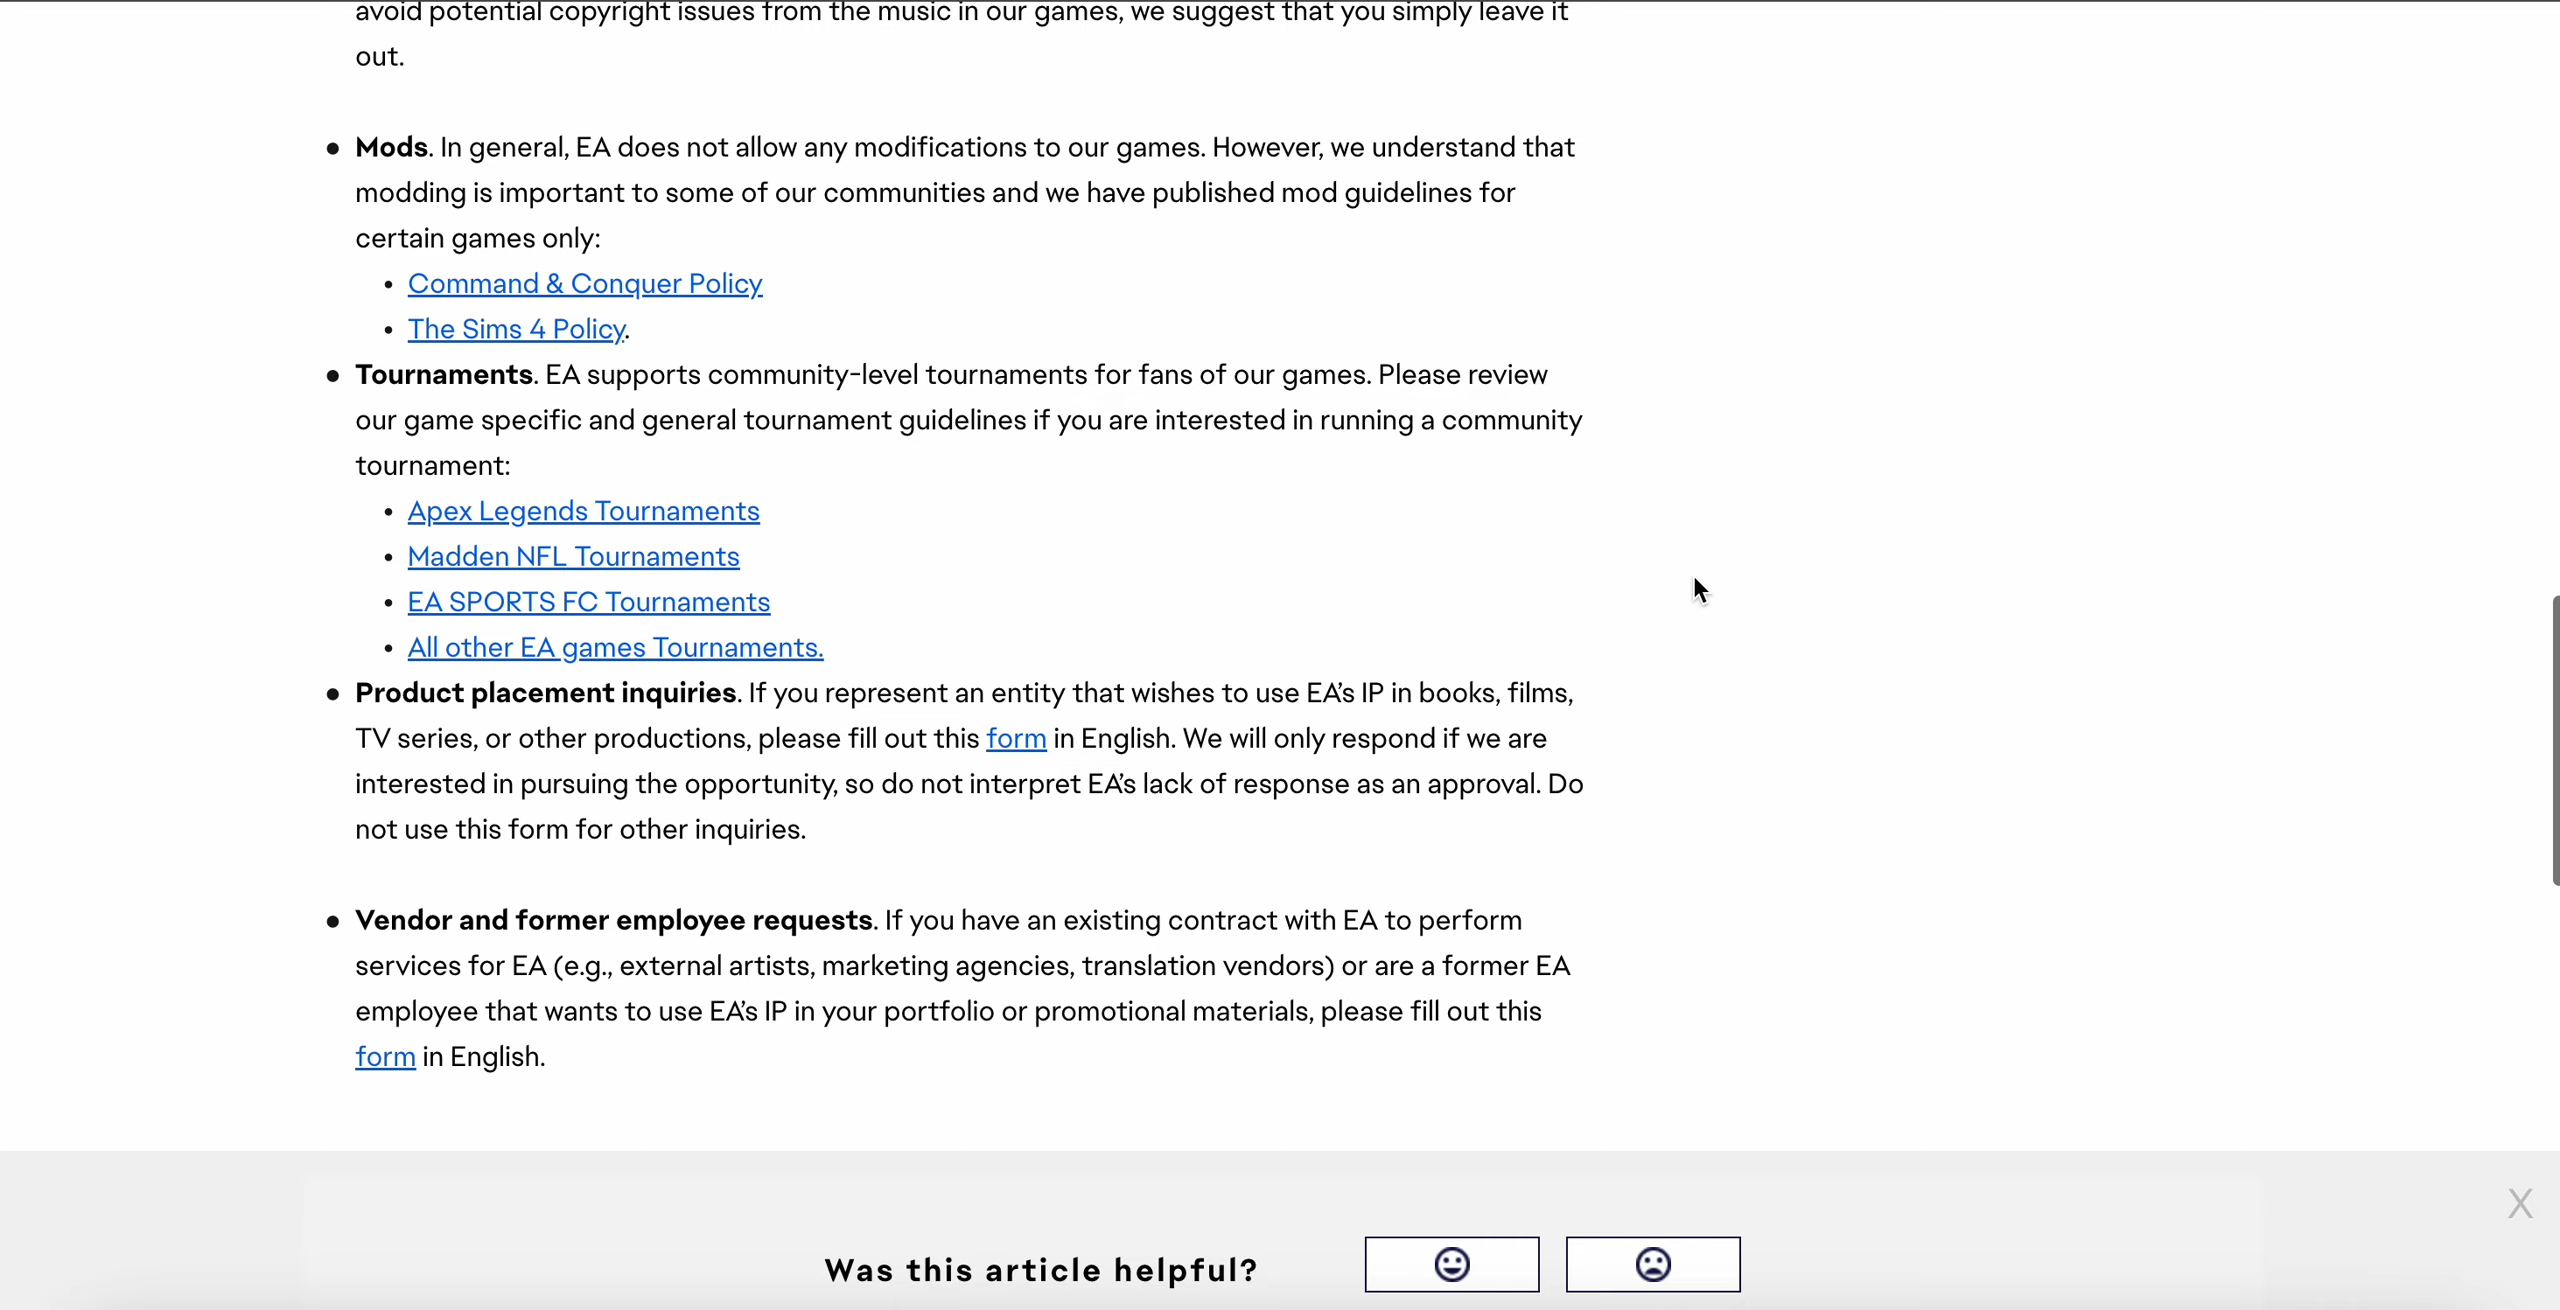 avoid potential copyright issues from the music in our games, we suggest that you simply leave it
out.
● Mods. In general, EA does not allow any modifications to our games. However, we understand that
modding is important to some of our communities and we have published mod guidelines for
certain games only:
• Command & Conquer Policy
• The Sims 4 Policy.
● Tournaments. EA supports community-level tournaments for fans of our games. Please review
our game specific and general tournament guidelines if you are interested in running a community
tournament:
• Apex Legends Tournaments
• Madden NFL Tournaments
• EA SPORTS FC Tournaments
• All other EA games Tournaments.
● Product placement inquiries. If you represent an entity that wishes to use EA’s IP in books, films,
TV series, or other productions, please fill out this form in English. We will only respond if we are
interested in pursuing the opportunity, so do not interpret EA’s lack of response as an approval. Do
not use this form for other inquiries.
● Vendor and former employee requests. If you have an existing contract with EA to perform
services for EA (e.g., external artists, marketing agencies, translation vendors) or are a former EA
employee that wants to use EA’s IP in your portfolio or promotional materials, please fill out this
form in English.
X
Was this article helpful?